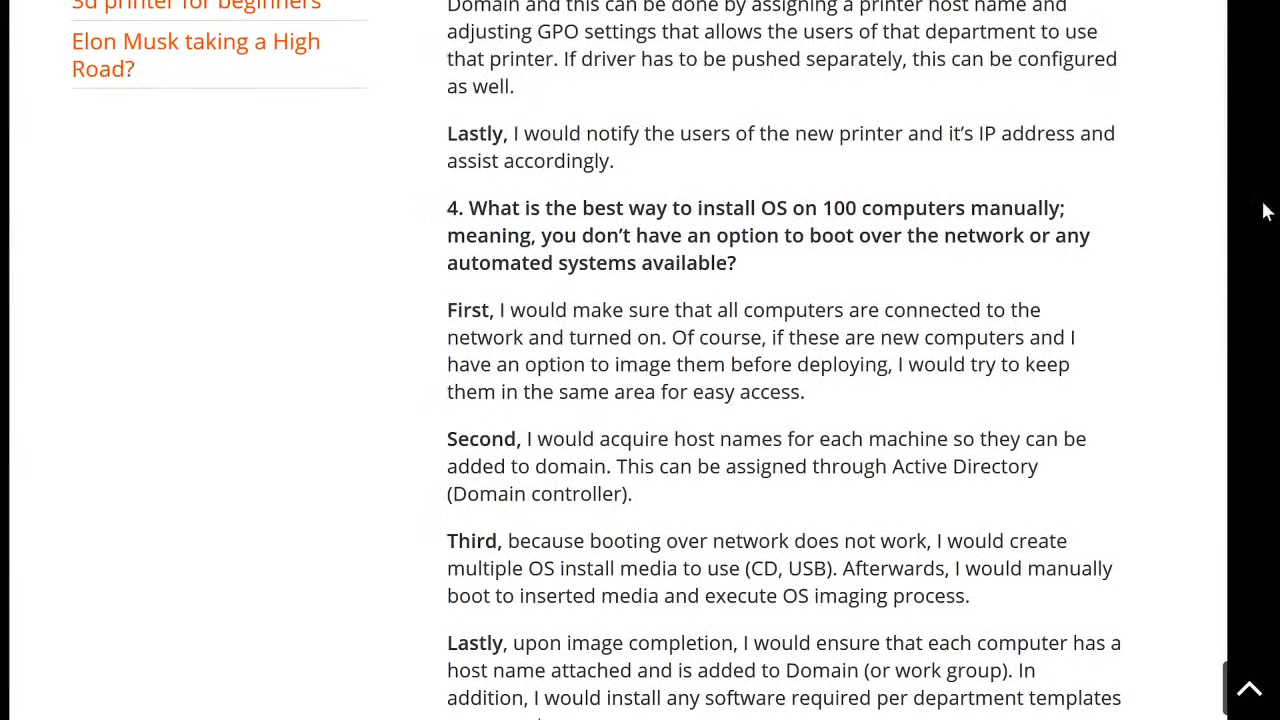 3d printer for beginners
Elon Musk taking a High
Road?
Domain and this can be done by assigning a printer host name and
adjusting GPO settings that allows the users of that department to use
that printer. If driver has to be pushed separately, this can be configured
as well.
Lastly, I would notify the users of the new printer and it’s IP address and
assist accordingly.
4. What is the best way to install OS on 100 computers manually;
meaning, you don’t have an option to boot over the network or any
automated systems available?
First, I would make sure that all computers are connected to the
network and turned on. Of course, if these are new computers and I
have an option to image them before deploying, I would try to keep
them in the same area for easy access.
Second, I would acquire host names for each machine so they can be
added to domain. This can be assigned through Active Directory
(Domain controller).
Third, because booting over network does not work, I would create
multiple OS install media to use (CD, USB). Afterwards, I would manually
boot to inserted media and execute OS imaging process.
Lastly, upon image completion, I would ensure that each computer has a
host name attached and is added to Domain (or work group). In
addition, I would install any software required per department templates